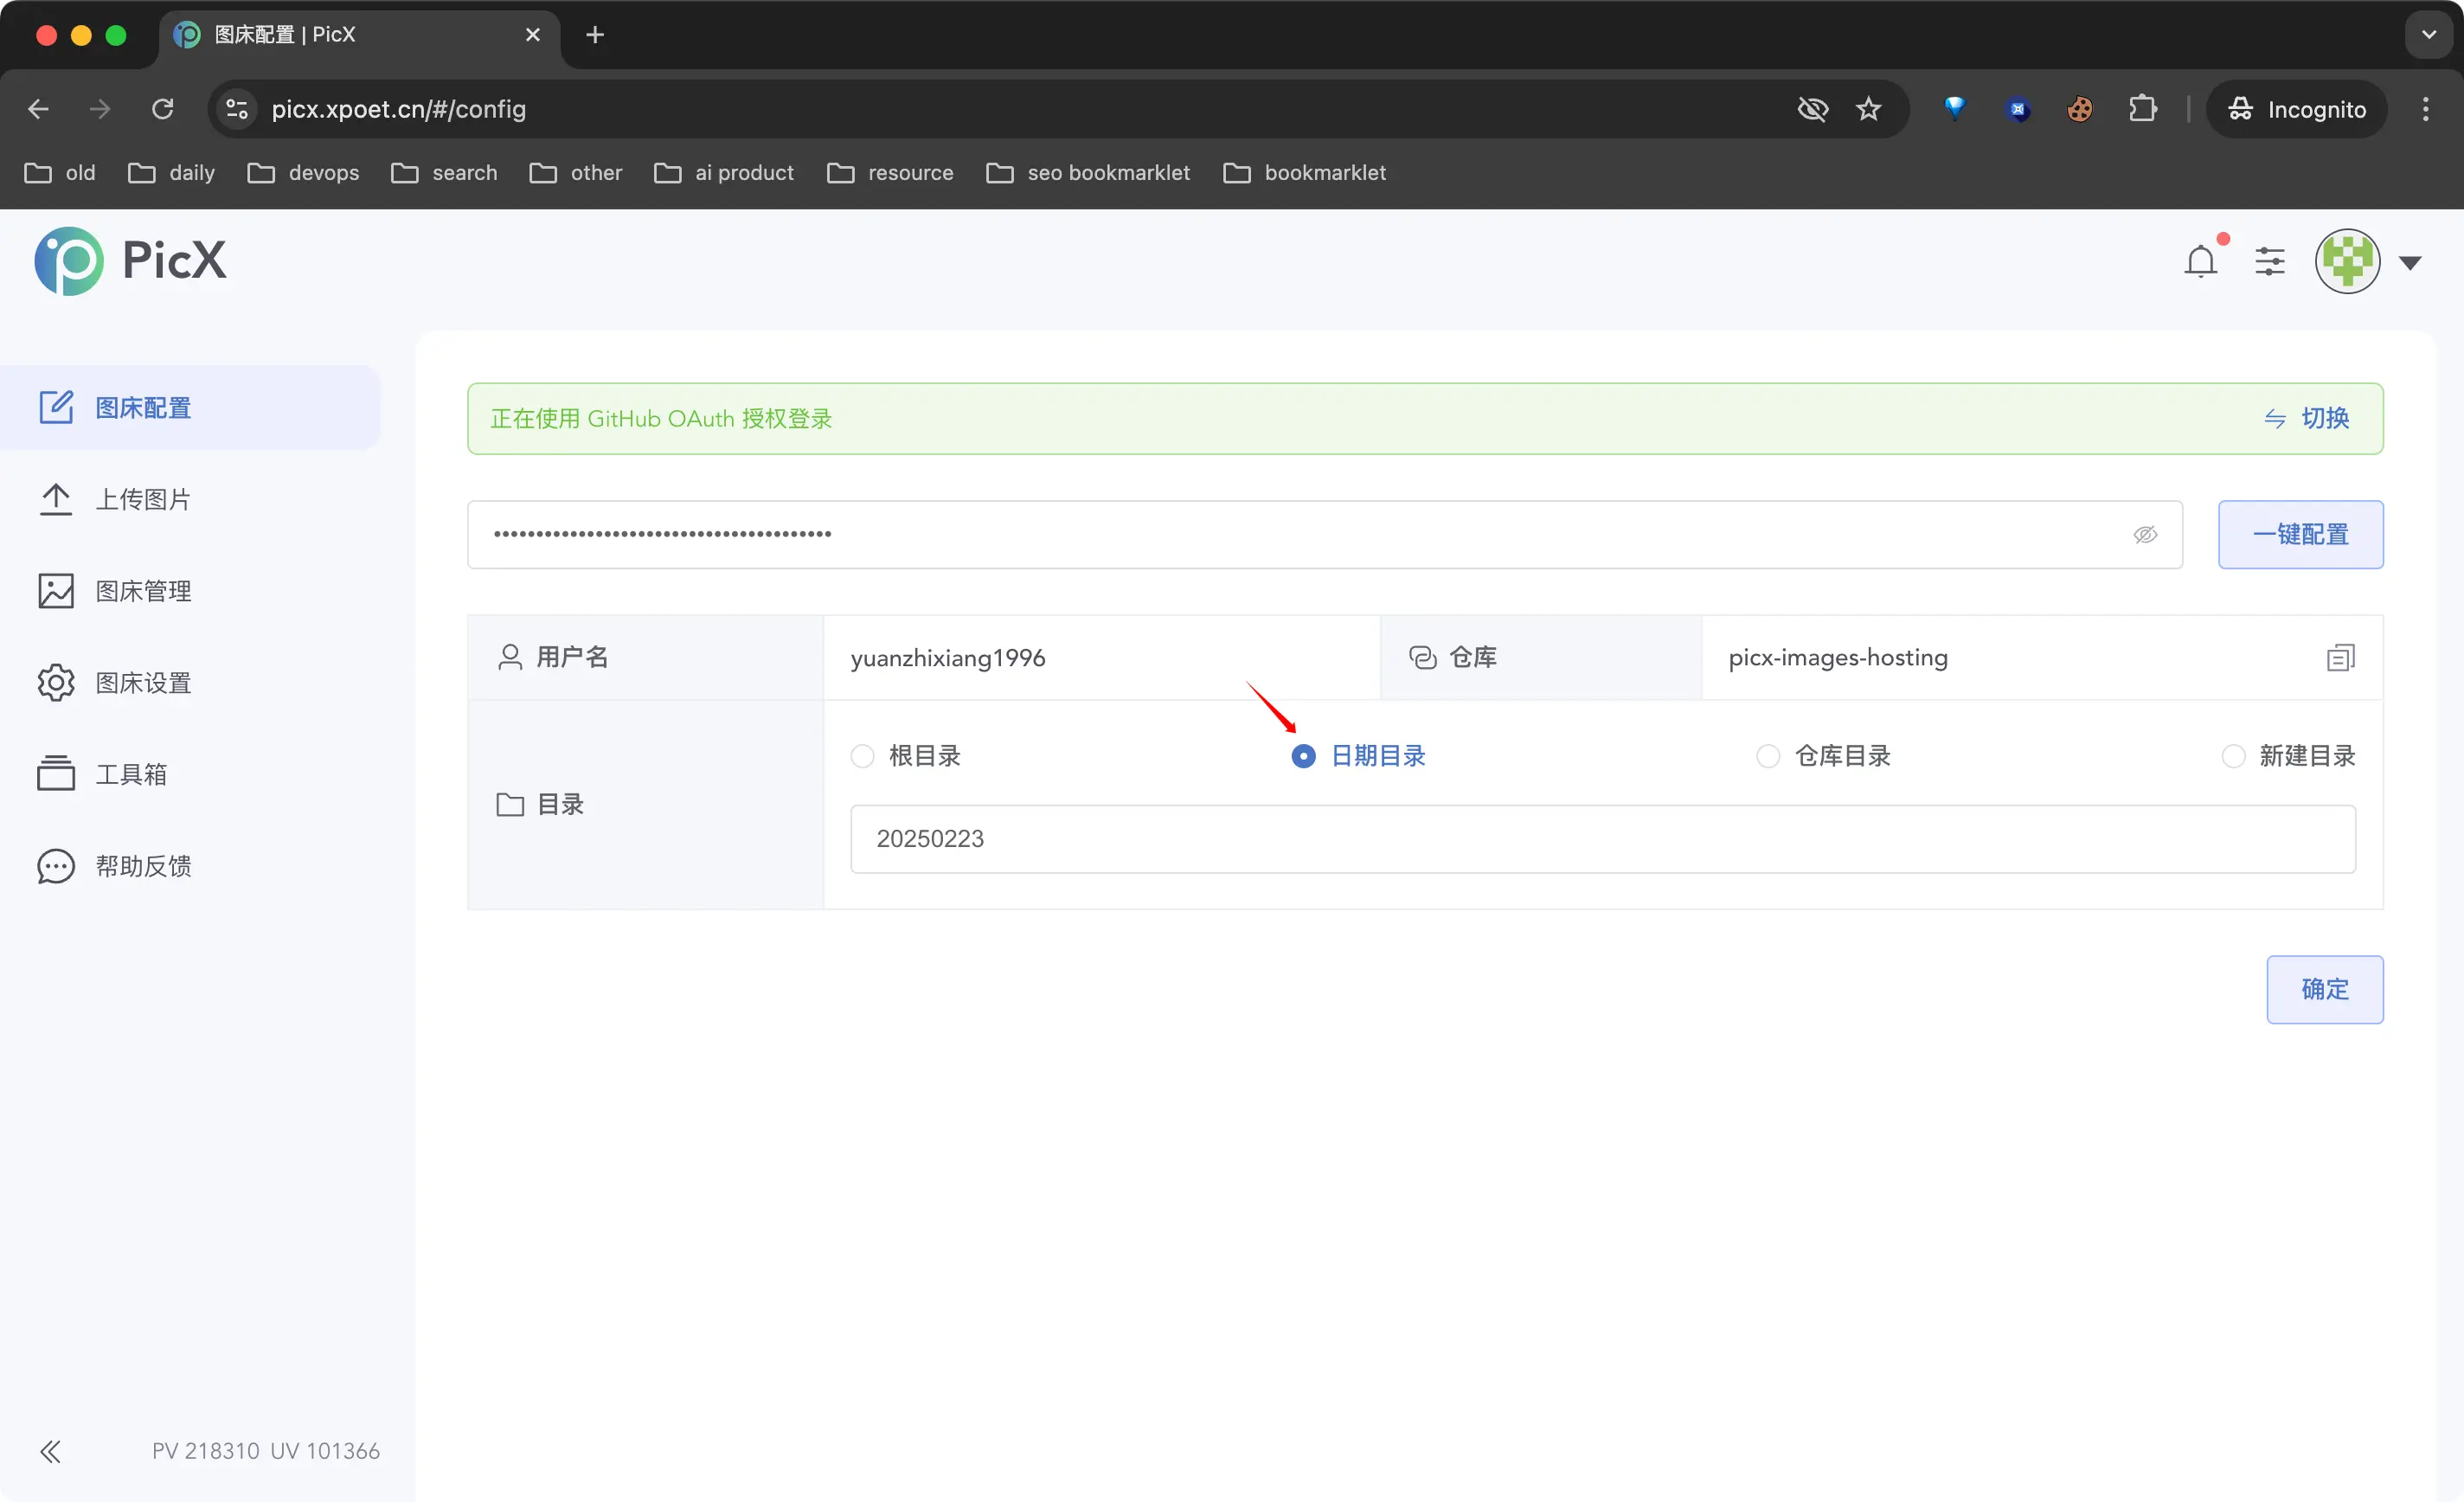 图床配置 | PicX
picx.xpoet.cn/#/config
Incognito
old daily devops search other ai product resource seo bookmarklet bookmarklet
PicX
图床配置
上传图片
图床管理
图床设置
工具箱
帮助反馈
正在使用 GitHub OAuth 授权登录
切换
一键配置
用户名 yuanzhixiang1996 仓库 picx-images-hosting
目录
根目录 日期目录 仓库目录 新建目录
20250223
确定
PV 218310 UV 101366